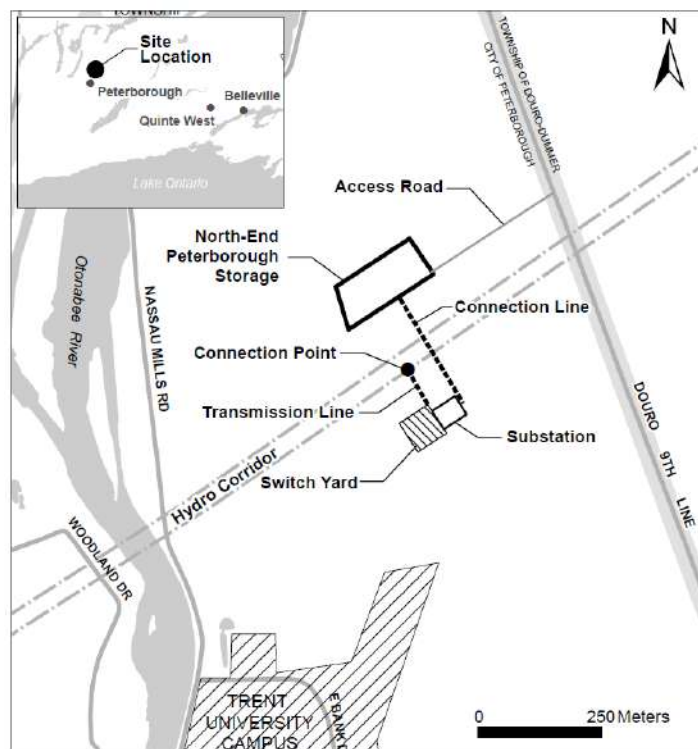 TOWNSHIP
Site
Location
Peterborough
Belleville
Quinte West
Lake Ontario
N
TOWNSHIP OF DOURO-DUMMER
CITY OF PETERBOROUGH
Access Road
North-End
Peterborough
Storage
Connection Line
Otonabee River
NASSAU MILLS RD
Connection Point
Transmission Line
Substation
Switch Yard
DOURO 9TH LINE
Hydro Corridor
WOODLAND DR
TRENT
UNIVERSITY
CAMPUS
E BANK
0 250 Meters